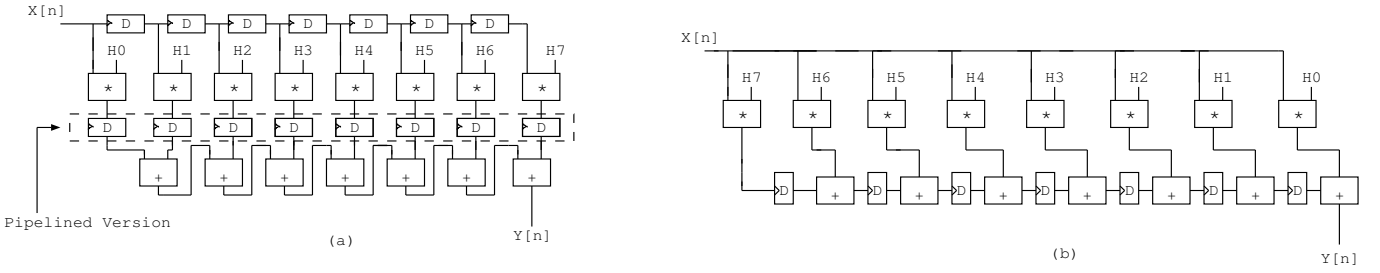 X[n]
D D D D D D D
H0 H1 H2 H3 H4 H5 H6 H7
* * * * * * * *
D D D D D D D D
+ + + + + + +
Pipelined Version
Y[n]
(a)
X[n]
H7 H6 H5 H4 H3 H2 H1 H0
* * * * * * * *
D + D + D + D + D + D + D +
(b)
Y[n]